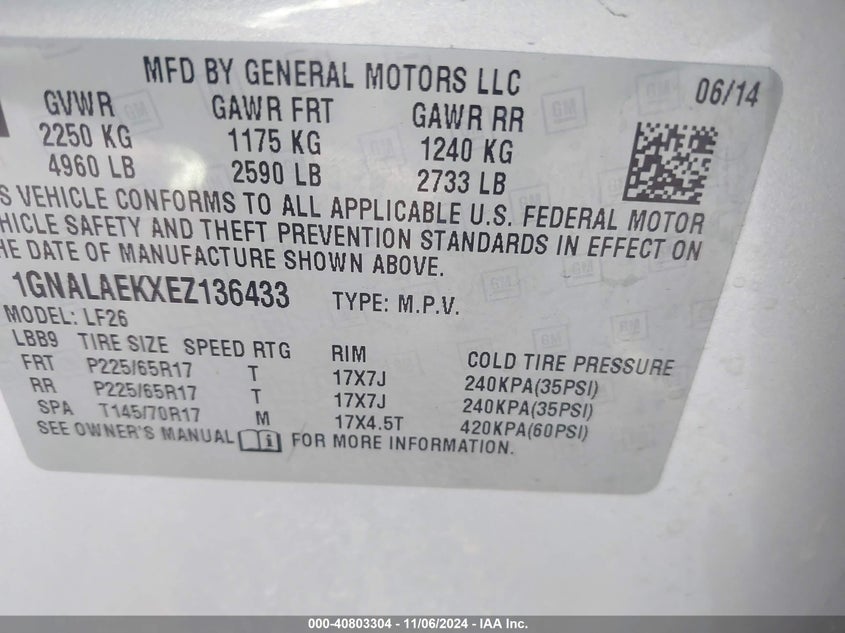 MFD BY GENERAL MOTORS LLC 06/14
GVWR GAWR FRT GAWR RR
2250 KG 1175 KG 1240 KG
4960 LB 2590 LB 2733 LB
S VEHICLE CONFORMS TO ALL APPLICABLE U.S. FEDERAL MOTOR
HICLE SAFETY AND THEFT PREVENTION STANDARDS IN EFFECT ON
HE DATE OF MANUFACTURE SHOWN ABOVE.
1GNALAEKXEZ136433 TYPE: M.P.V.
MODEL: LF26
LBB9 TIRE SIZE SPEED RTG RIM COLD TIRE PRESSURE
FRT P225/65R17 T 17X7J 240KPA(35PSI)
RR P225/65R17 T 17X7J 240KPA(35PSI)
SPA T145/70R17 M 17X4.5T 420KPA(60PSI)
SEE OWNER'S MANUAL FOR MORE INFORMATION.
000-40803304 - 11/06/2024 - IAA Inc.